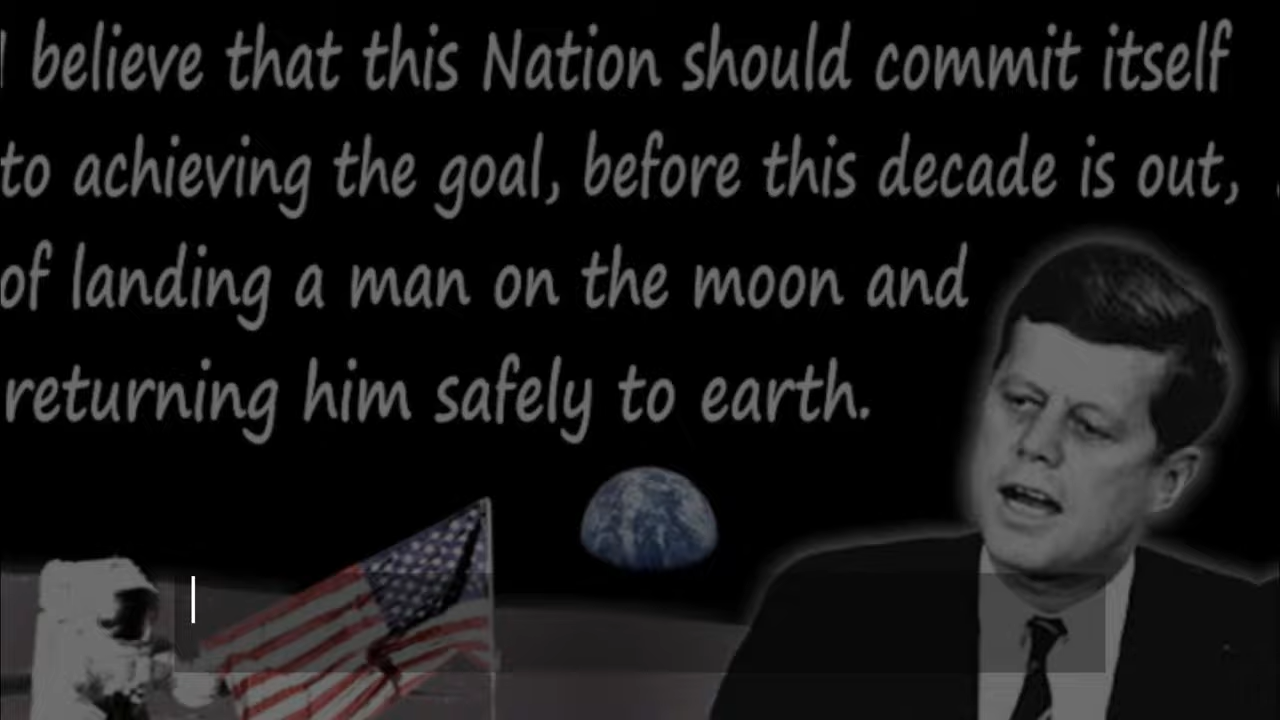 I believe that this Nation should commit itself
to achieving the goal, before this decade is out,
of landing a man on the moon and
returning him safely to earth.